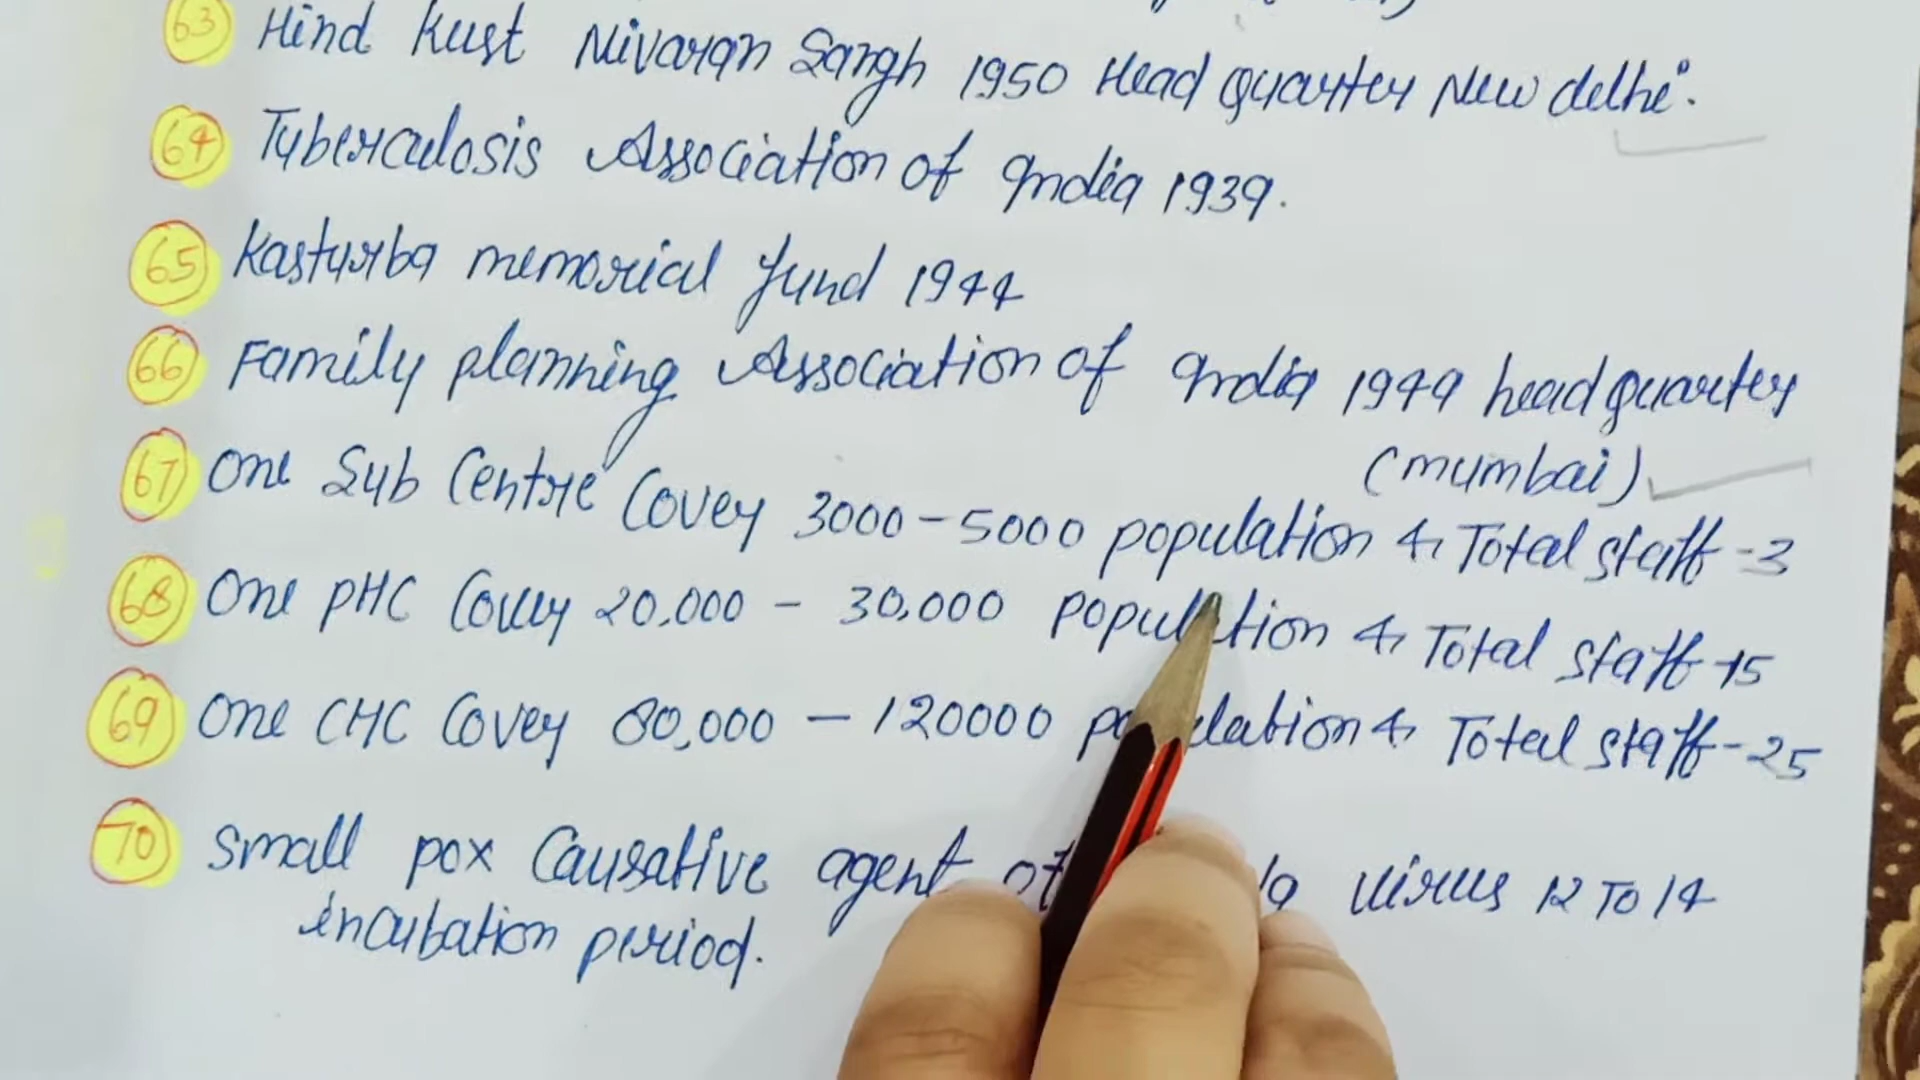 63 Hind Kust Nivaran Sangh 1950 Head quarter New delhi.
64 Tuberculosis Association of India 1939.
65 Kasturba memorial fund 1944
66 Family planning Association of India 1949 head quarter
(mumbai)
67 One Sub Centre Cover 3000-5000 population & Total staff-3
68 One PHC Cover 20,000 - 30,000 population & Total staff-15
69 One CHC Cover 80,000 - 120000 population & Total staff-25
70 Small pox Causative agent virus 12 To 14
incubation period.